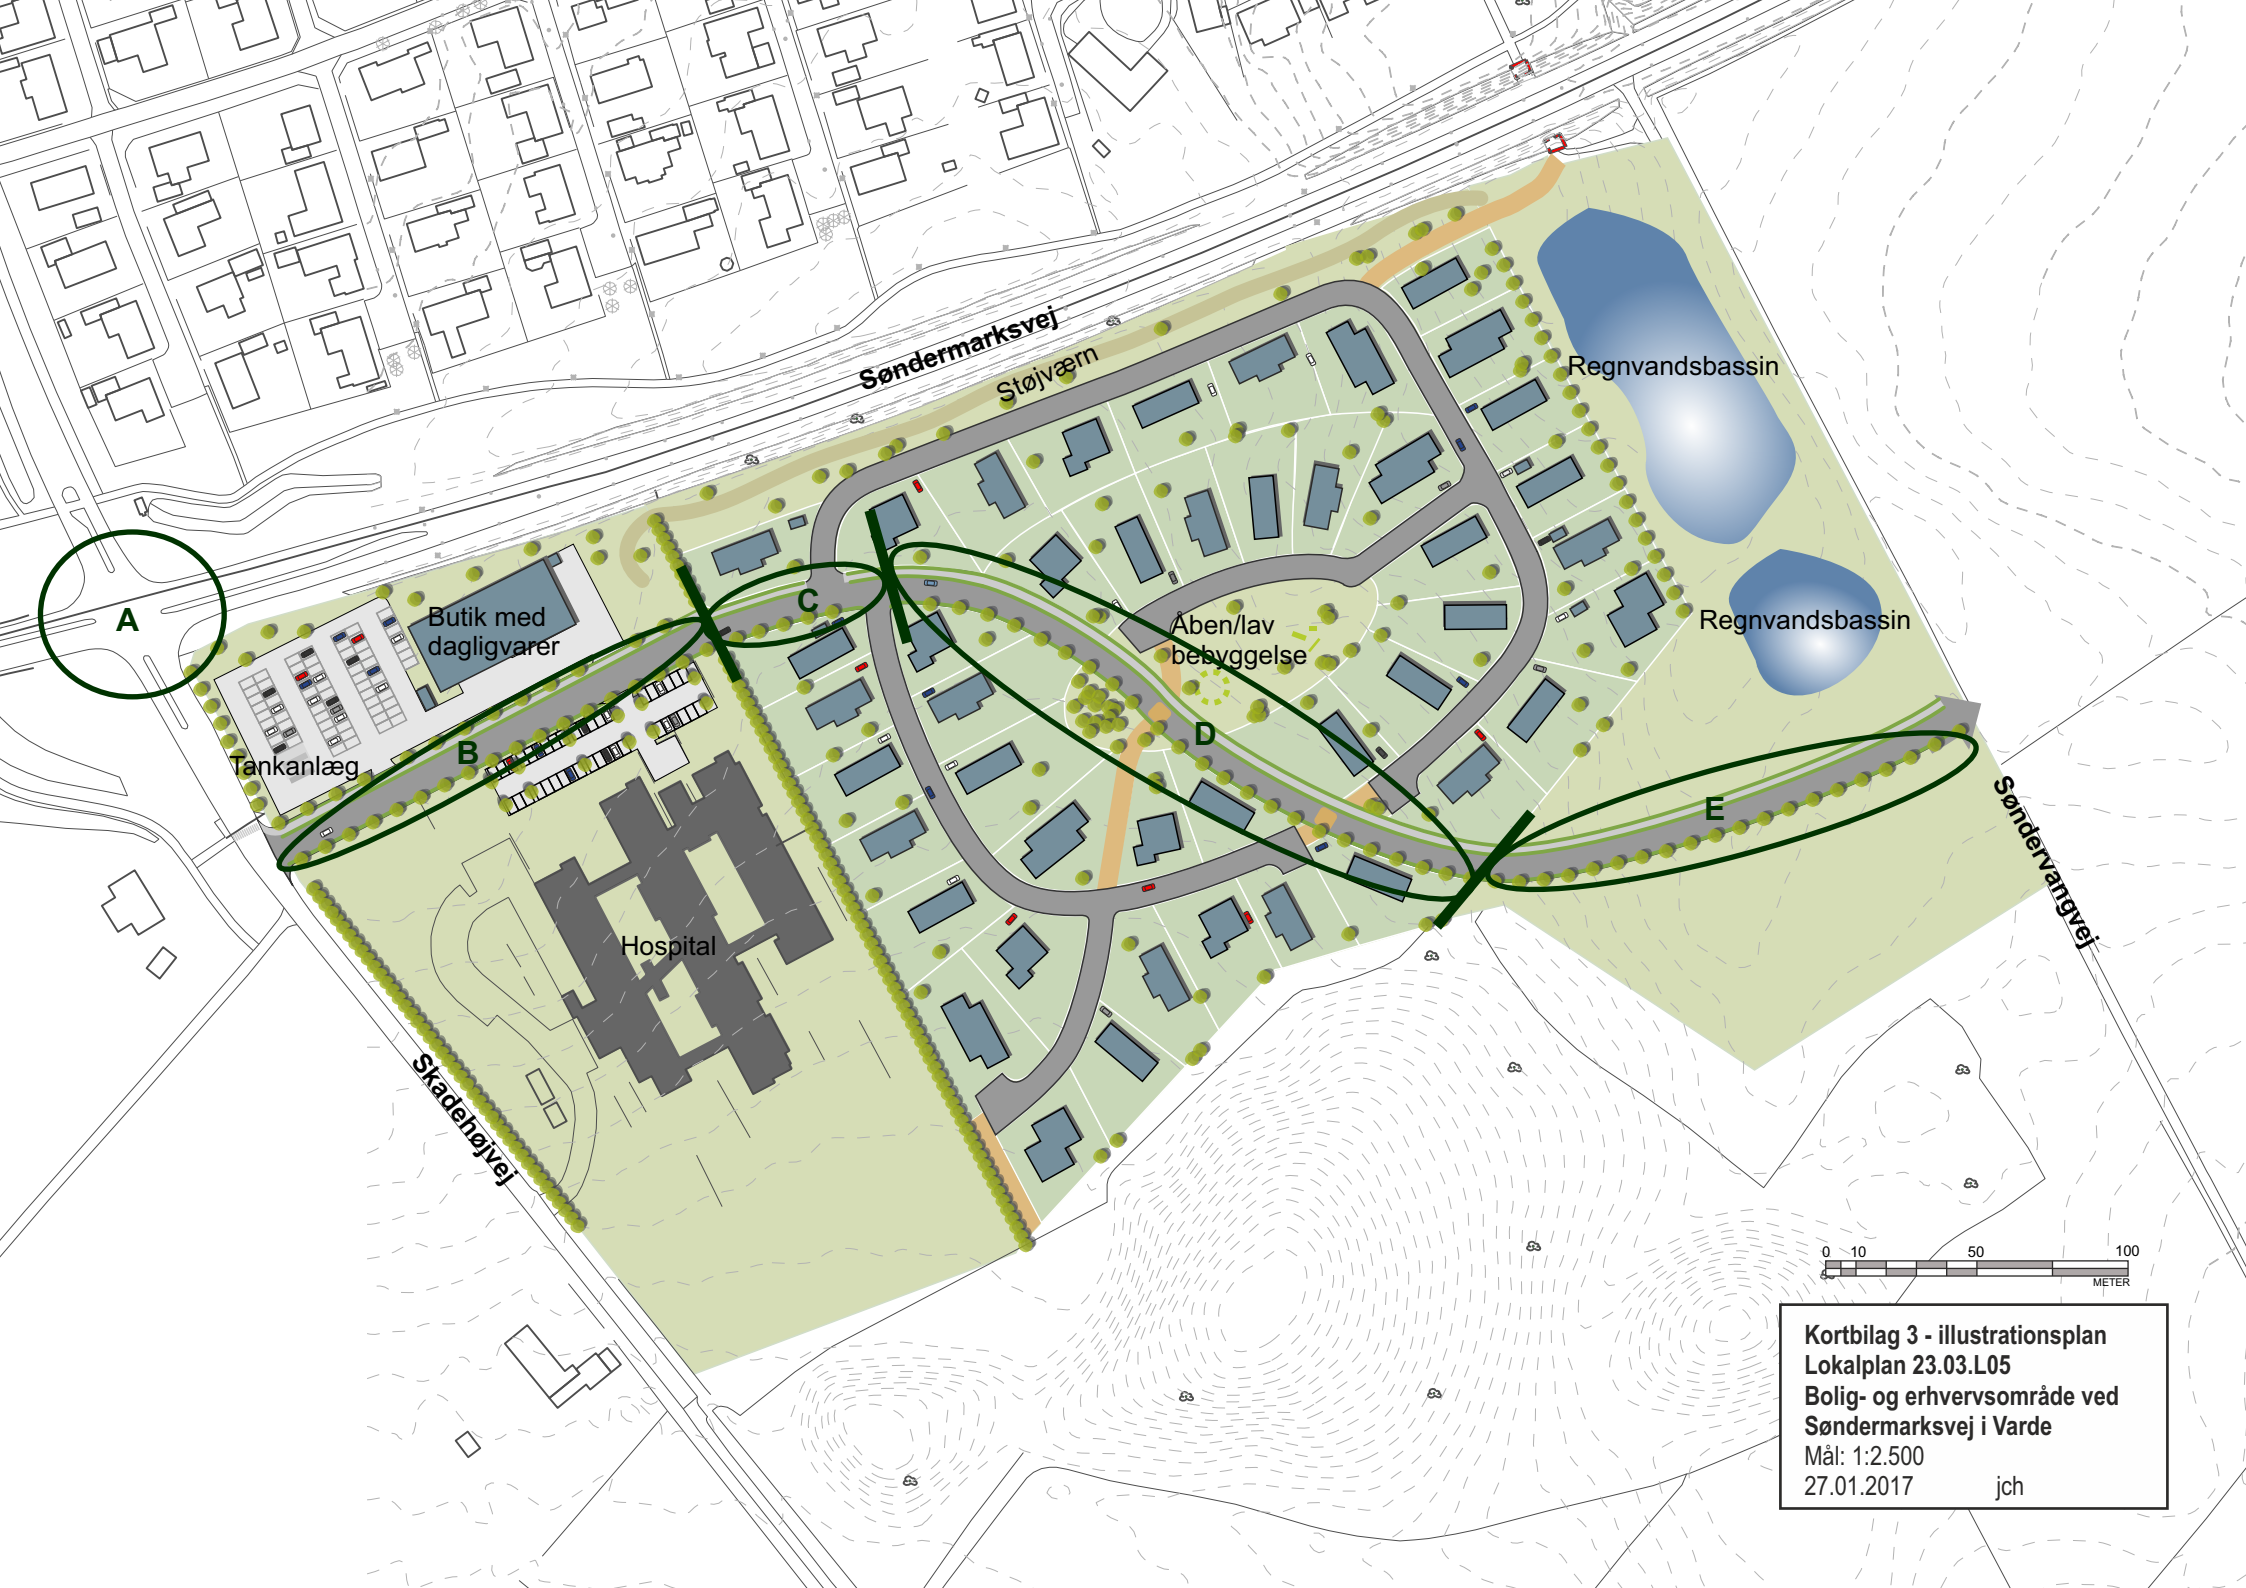 Søndermarksvej
Støjværn
Regnvandsbassin
A
Butik med
dagligvarer
C
Åben/lav
bebyggelse
Regnvandsbassin
D
B
Tankanlæg
E
Søndervangvej
Hospital
Skadehøjvej
0 10 50 100
METER
Kortbilag 3 - illustrationsplan
Lokalplan 23.03.L05
Bolig- og erhvervsområde ved
Søndermarksvej i Varde
Mål: 1:2.500
27.01.2017 jch